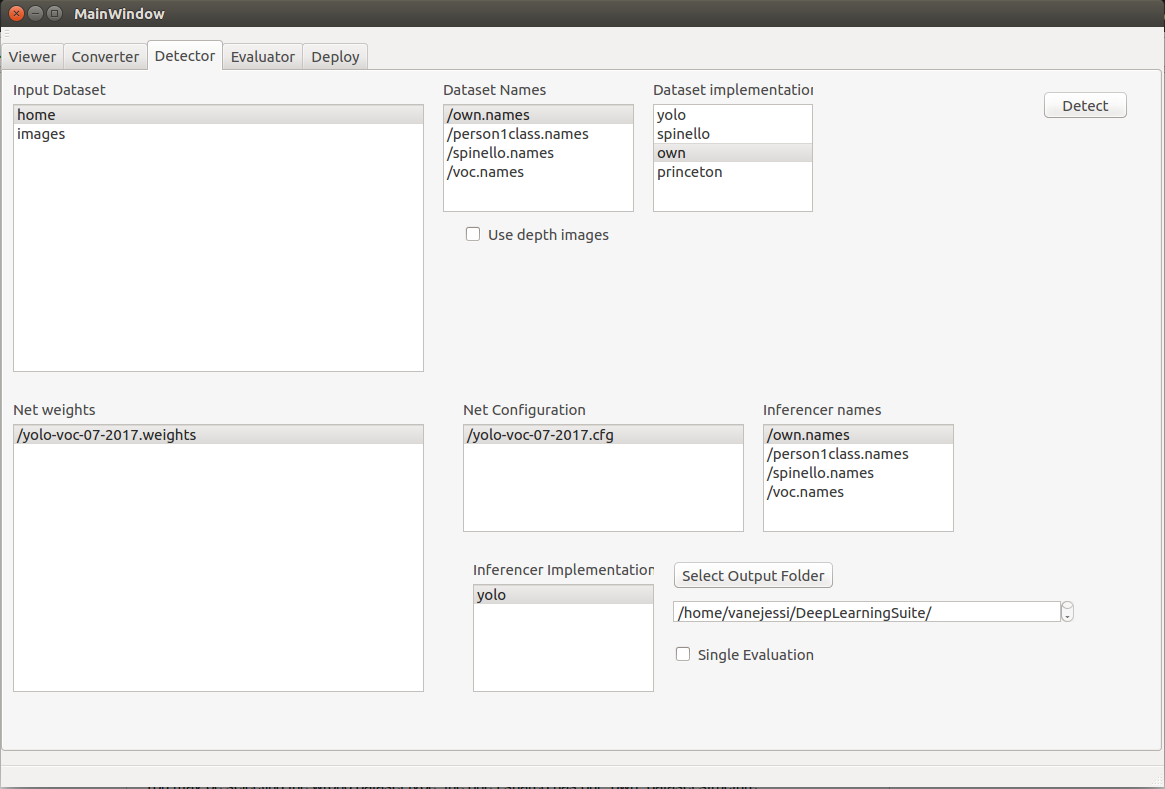 MainWindow
Viewer Converter Detector Evaluator Deploy
Input Dataset
home
images
Dataset Names
/own.names
/person1class.names
/spinello.names
/voc.names
Use depth images
Dataset implementation
yolo
spinello
own
princeton
Detect
Net weights
/yolo-voc-07-2017.weights
Net Configuration
/yolo-voc-07-2017.cfg
Inferencer names
/own.names
/person1class.names
/spinello.names
/voc.names
Inferencer Implementation
yolo
Select Output Folder
/home/vanejessi/DeepLearningSuite/
Single Evaluation